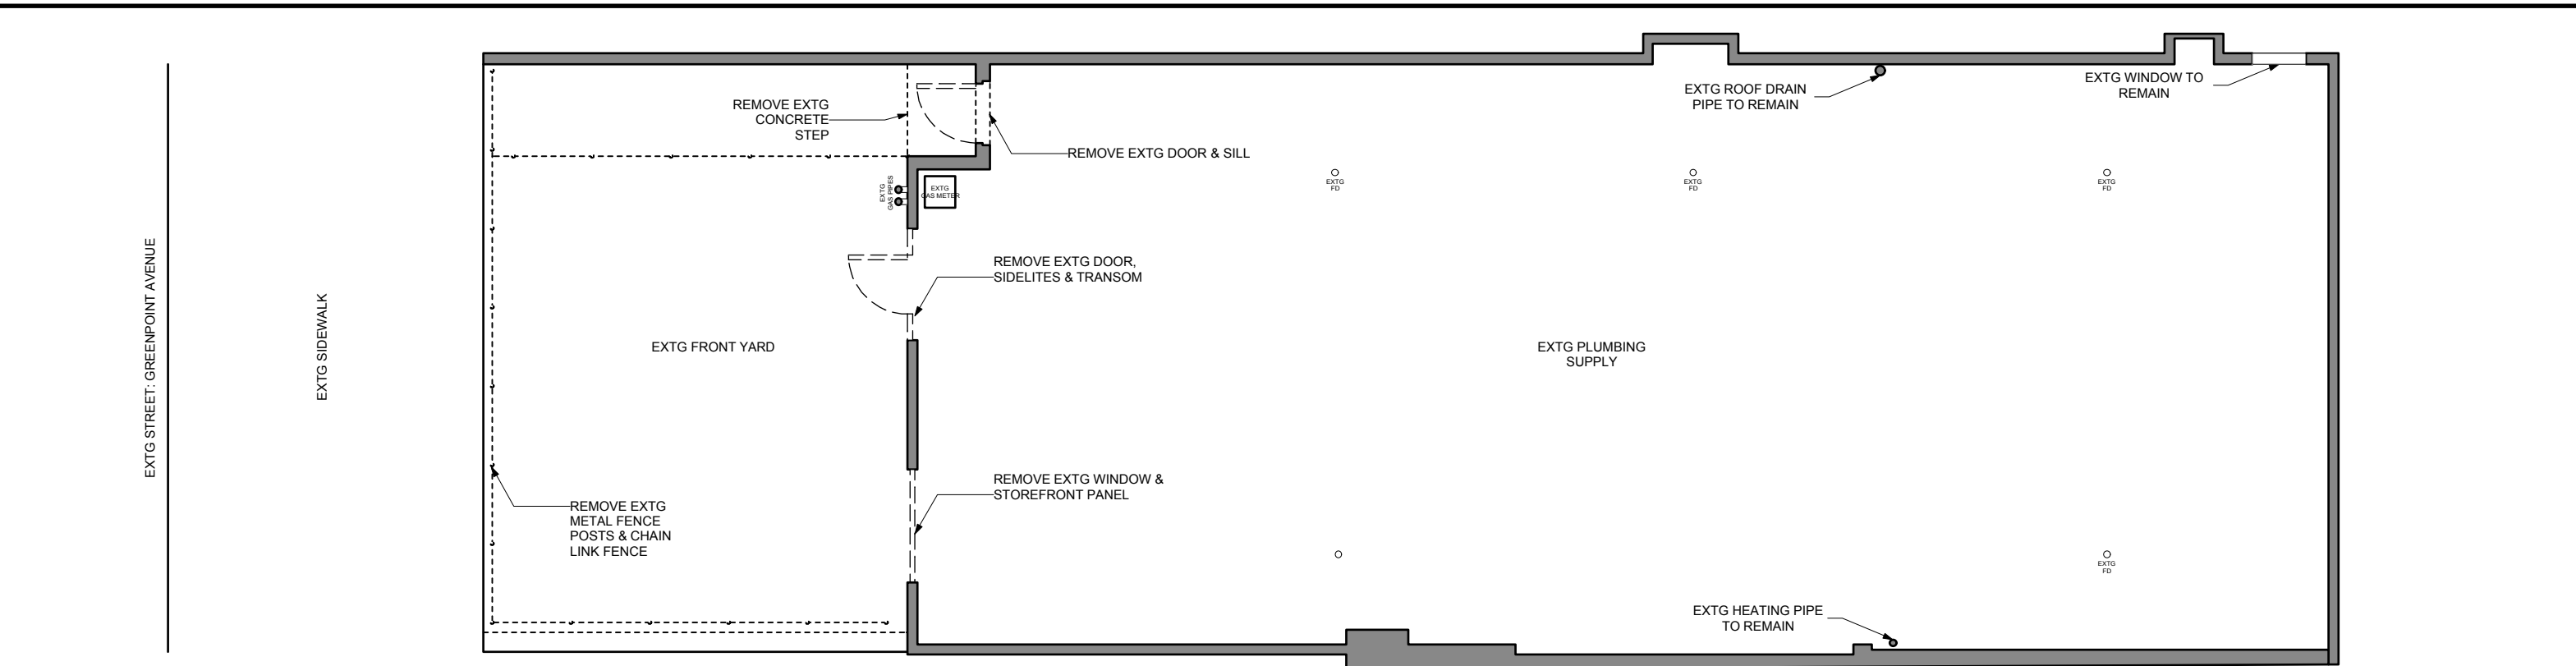 EXTG STREET: GREENPOINT AVENUE
EXTG SIDEWALK
REMOVE EXTG
CONCRETE
STEP
REMOVE EXTG DOOR & SILL
EXTG
GAS PIPES
EXTG
GAS METER
REMOVE EXTG DOOR,
SIDELITES & TRANSOM
EXTG FRONT YARD
REMOVE EXTG WINDOW &
STOREFRONT PANEL
REMOVE EXTG
METAL FENCE
POSTS & CHAIN
LINK FENCE
EXTG ROOF DRAIN
PIPE TO REMAIN
EXTG WINDOW TO
REMAIN
EXTG
FD
EXTG
FD
EXTG
FD
EXTG PLUMBING
SUPPLY
EXTG
FD
EXTG HEATING PIPE
TO REMAIN